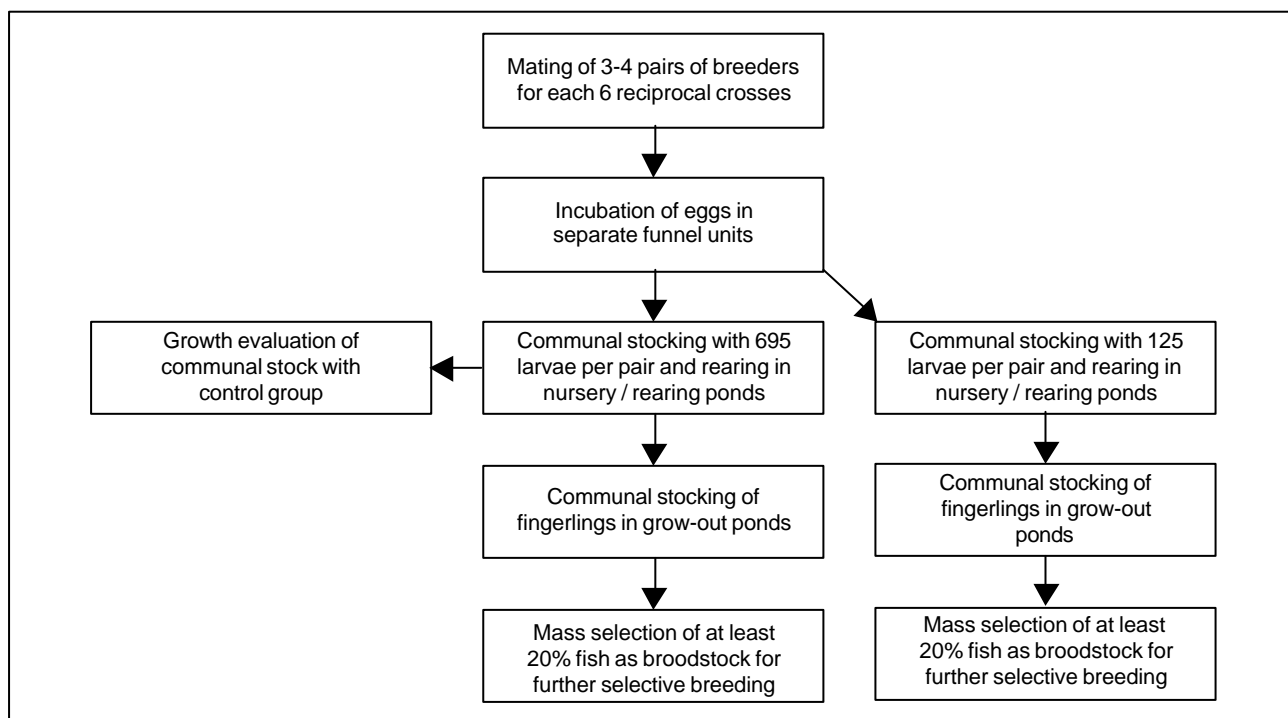 Mating of 3-4 pairs of breeders
for each 6 reciprocal crosses
Incubation of eggs in
separate funnel units
Growth evaluation of
communal stock with
control group
Communal stocking with 695
larvae per pair and rearing in
nursery / rearing ponds
Communal stocking with 125
larvae per pair and rearing in
nursery / rearing ponds
Communal stocking of
fingerlings in grow-out ponds
Communal stocking of
fingerlings in grow-out
ponds
Mass selection of at least
20% fish as broodstock for
further selective breeding
Mass selection of at least
20% fish as broodstock for
further selective breeding